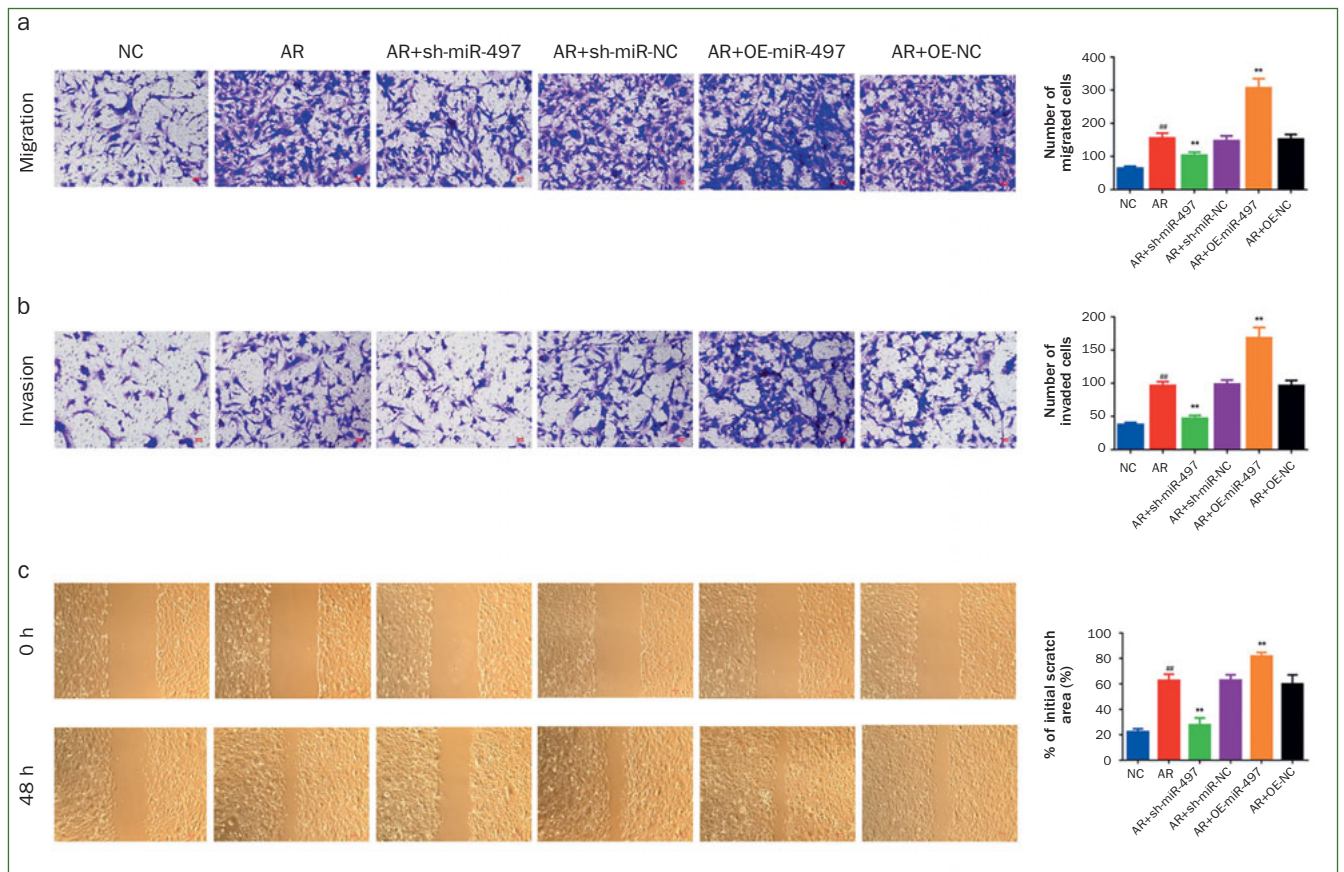 a
NC AR AR+sh-miR-497 AR+sh-miR-NC AR+OE-miR-497 AR+OE-NC
Migration
Number of
migrated cells
400
300
200
100
0
##
**
**
NC
AR
AR+sh-miR-497
AR+sh-miR-NC
AR+OE-miR-497
AR+OE-NC
b
Invasion
Number of
invaded cells
200
150
100
50
0
##
**
**
NC
AR
AR+sh-miR-497
AR+sh-miR-NC
AR+OE-miR-497
AR+OE-NC
c
0 h
48 h
% of initial scratch
area (%)
100
80
60
40
20
0
##
**
**
NC
AR
AR+sh-miR-497
AR+sh-miR-NC
AR+OE-miR-497
AR+OE-NC